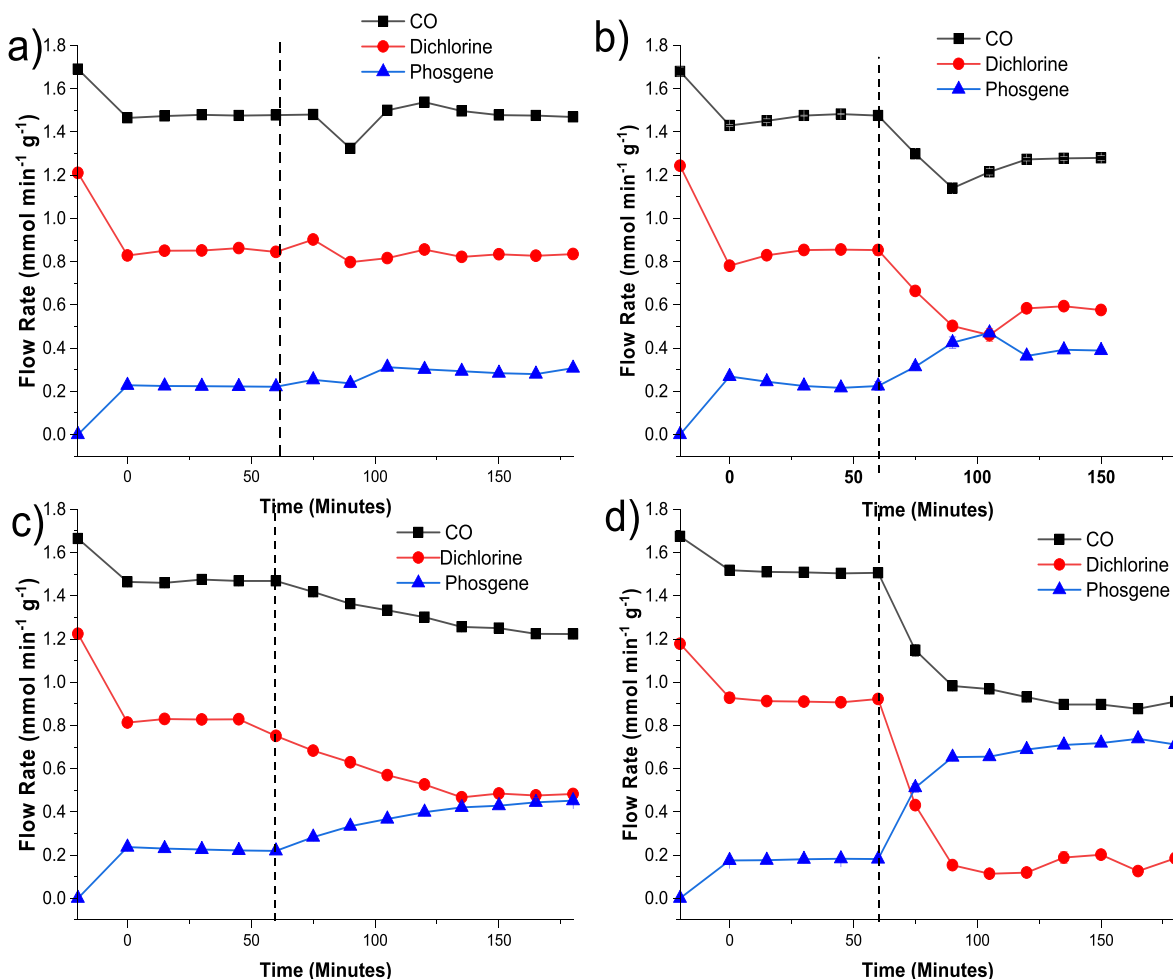 a)
CO
Dichlorine
Phosgene
1.8
1.6
1.4
1.2
1.0
0.8
0.6
0.4
0.2
0.0
Flow Rate (mmol min⁻¹ g⁻¹)
0 50 100 150
Time (Minutes)
b)
CO
Dichlorine
Phosgene
1.8
1.6
1.4
1.2
1.0
0.8
0.6
0.4
0.2
0.0
Flow Rate (mmol min⁻¹ g⁻¹)
0 50 100 150
Time (Minutes)
c)
CO
Dichlorine
Phosgene
1.8
1.6
1.4
1.2
1.0
0.8
0.6
0.4
0.2
0.0
Flow Rate (mmol min⁻¹ g⁻¹)
0 50 100 150
Time (Minutes)
d)
CO
Dichlorine
Phosgene
1.8
1.6
1.4
1.2
1.0
0.8
0.6
0.4
0.2
0.0
Flow Rate (mmol min⁻¹ g⁻¹)
0 50 100 150
Time (Minutes)